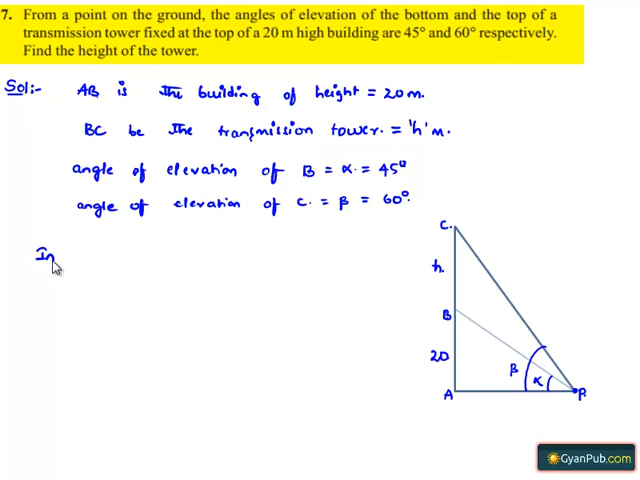 7. From a point on the ground, the angles of elevation of the bottom and the top of a
transmission tower fixed at the top of a 20 m high building are 45° and 60° respectively.
Find the height of the tower.
Sol:- AB is the building of height = 20 m.
BC be the transmission tower. = 'h' m.
angle of elevation of B = α. = 45°
angle of elevation of C. = β = 60°.
In
C.
h.
B
20
A
β
α
P.
GyanPub.com